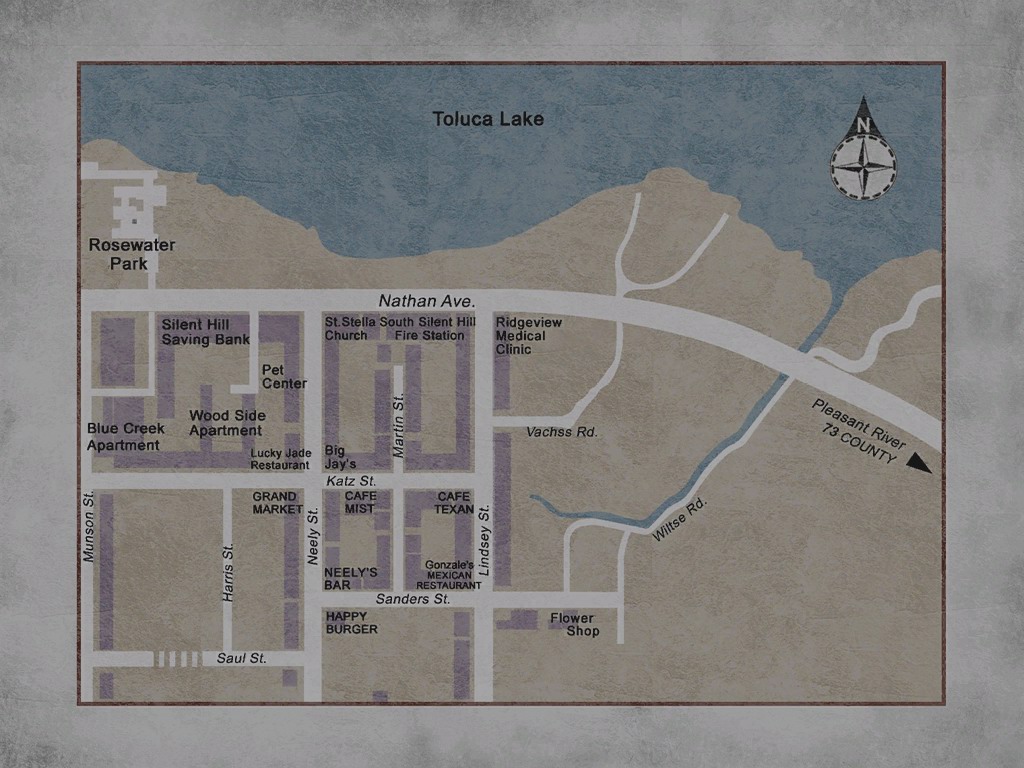 Toluca Lake
N
Rosewater
Park
Nathan Ave.
Silent Hill
Saving Bank
St.Stella
Church
South Silent Hill
Fire Station
Ridgeview
Medical
Clinic
Pet
Center
Blue Creek
Apartment
Wood Side
Apartment
Martin St.
Vachss Rd.
Pleasant River
73 COUNTY
Lucky Jade
Restaurant
Big
Jay's
Katz St.
Munson St.
GRAND
MARKET
Neely St.
CAFE
MIST
CAFE
TEXAN
Lindsey St.
Wiltse Rd.
Harris St.
NEELY'S
BAR
Gonzale's
MEXICAN
RESTAURANT
Sanders St.
HAPPY
BURGER
Flower
Shop
Saul St.